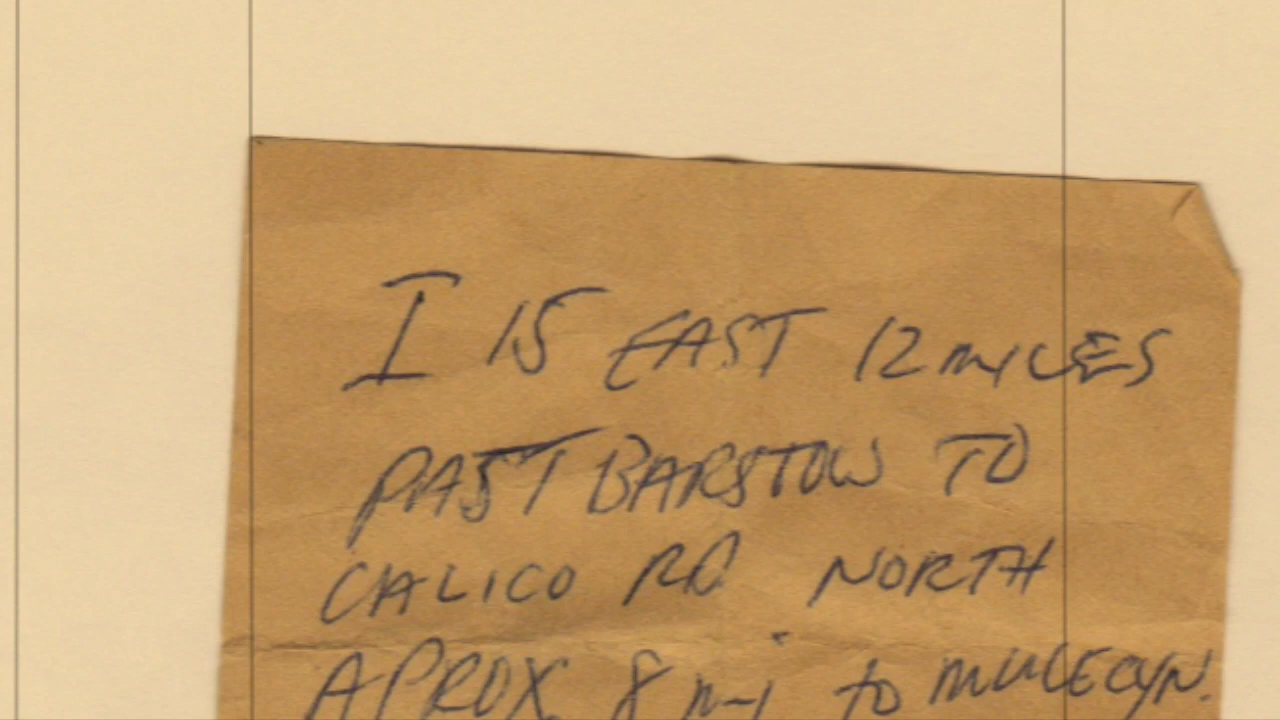 I 15 EAST 12 MILES
PAST BARSTOW TO
CALICO RD NORTH
APROX 8 mi to MULECYN.